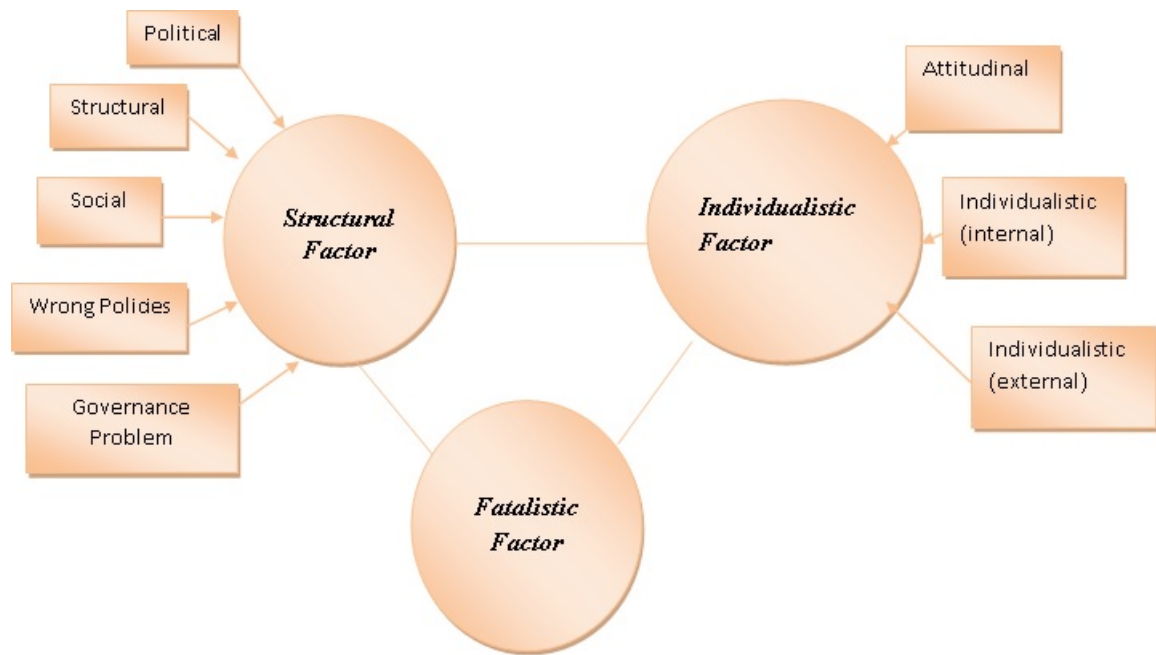 Political
Structural
Social
Wrong Policies
Governance
Problem
Structural
Factor
Individualistic
Factor
Fatalistic
Factor
Attitudinal
Individualistic
(internal)
Individualistic
(external)